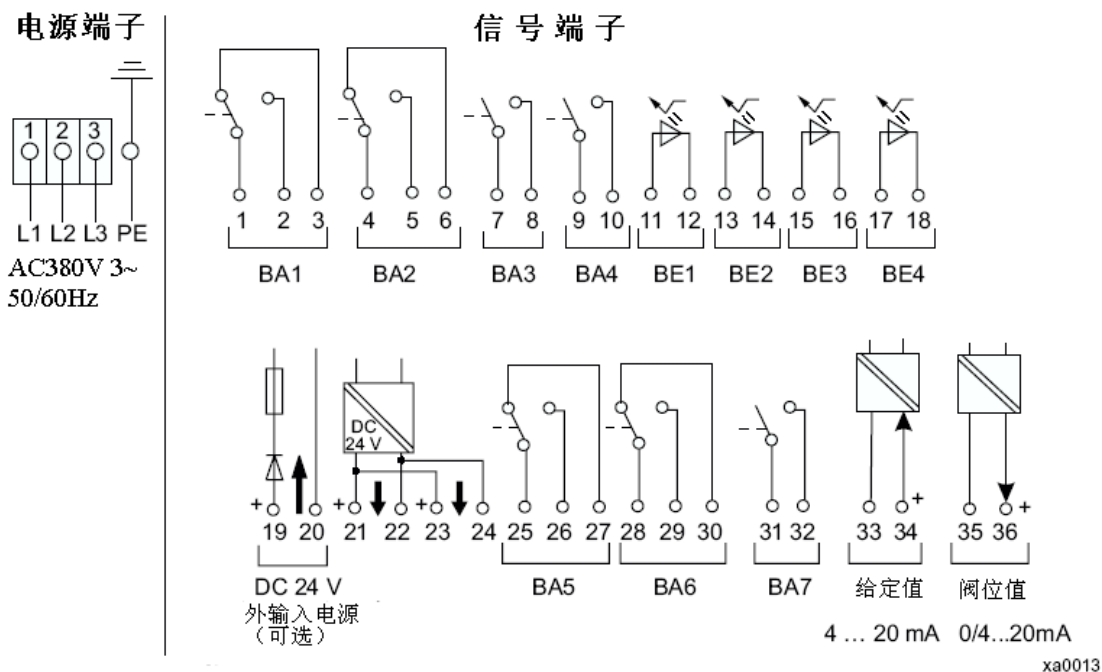 电源端子
信号端子
1 2 3
L1 L2 L3 PE
AC380V 3~
50/60Hz
1 2 3 4 5 6 7 8 9 10 11 12 13 14 15 16 17 18
BA1 BA2 BA3 BA4 BE1 BE2 BE3 BE4
DC
24 V
+ + + + +
19 20 21 22 23 24 25 26 27 28 29 30 31 32 33 34 35 36
DC 24 V BA5 BA6 BA7 给定值 阀位值
外输入电源
（可选）
4 … 20 mA 0/4...20mA
xa0013